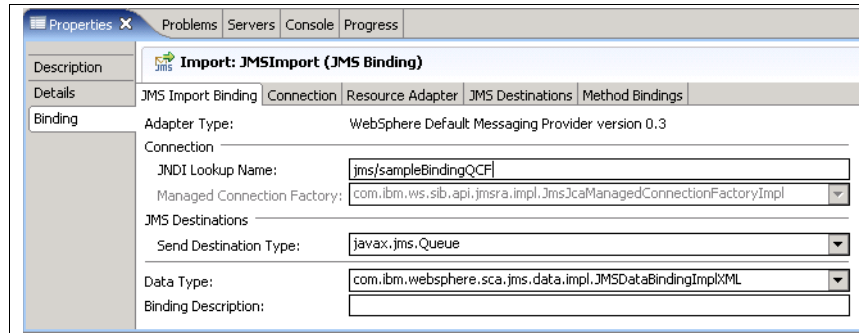 Properties Problems Servers Console Progress
Import: JMSImport (JMS Binding)
Description
Details
Binding
JMS Import Binding Connection Resource Adapter JMS Destinations Method Bindings
Adapter Type: WebSphere Default Messaging Provider version 0.3
Connection
JNDI Lookup Name: jms/sampleBindingQCF
Managed Connection Factory: com.ibm.ws.sib.api.jmsra.impl.JmsJcaManagedConnectionFactoryImpl
JMS Destinations
Send Destination Type: javax.jms.Queue
Data Type: com.ibm.websphere.sca.jms.data.impl.JMSDataBindingImplXML
Binding Description: